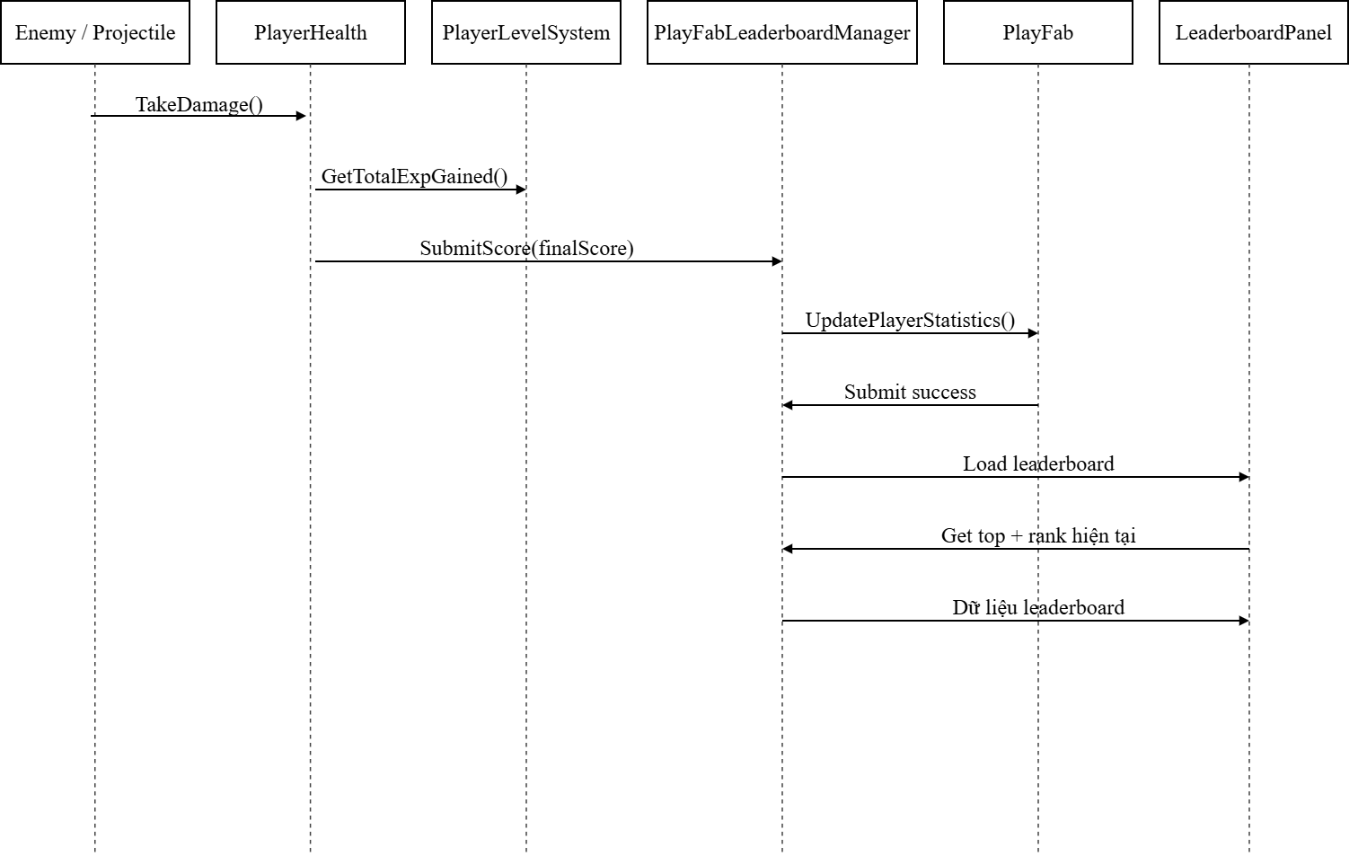 Enemy / Projectile
PlayerHealth
PlayerLevelSystem
PlayFabLeaderboardManager
PlayFab
LeaderboardPanel
TakeDamage()
GetTotalExpGained()
SubmitScore(finalScore)
UpdatePlayerStatistics()
Submit success
Load leaderboard
Get top + rank hiện tại
Dữ liệu leaderboard